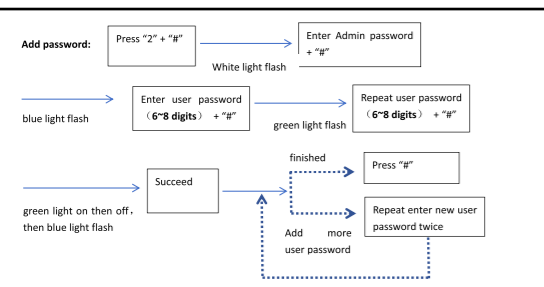 Add password:
Press “2” + “#”
White light flash
Enter Admin password
+ “#”
blue light flash
Enter user password
（6~8 digits） + “#”
green light flash
Repeat user password
（6~8 digits） + “#”
green light on then off，
then blue light flash
Succeed
finished
Press “#”
Add more
user password
Repeat enter new user
password twice